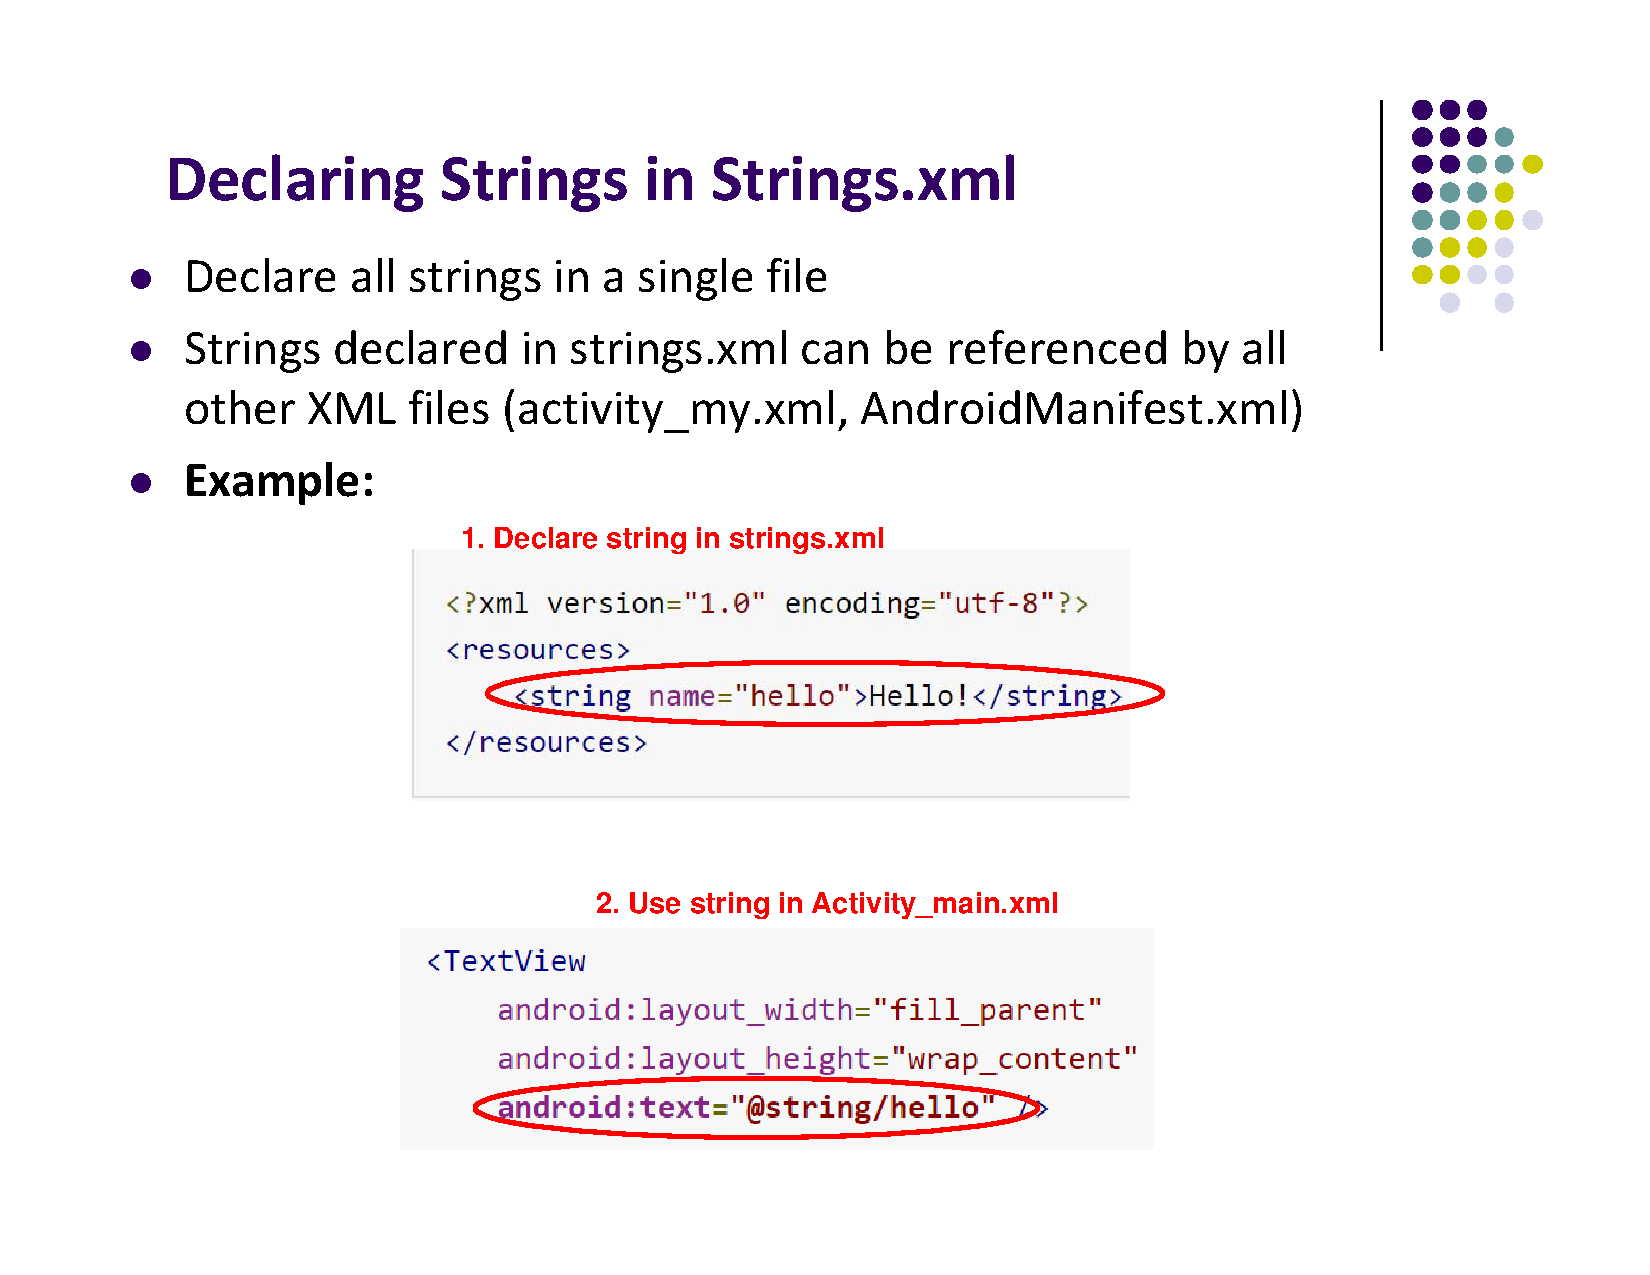 Declaring Strings in Strings.xml
Declare all strings in a single file
Strings declared in strings.xml can be referenced by all
other XML files (activity_my.xml, AndroidManifest.xml)
Example:
1. Declare string in strings.xml
<?xml version="1.0" encoding="utf-8"?>
<resources>
<string name="hello">Hello!</string>
</resources>
2. Use string in Activity_main.xml
<TextView
android:layout_width="fill_parent"
android:layout_height="wrap_content"
android:text="@string/hello" />